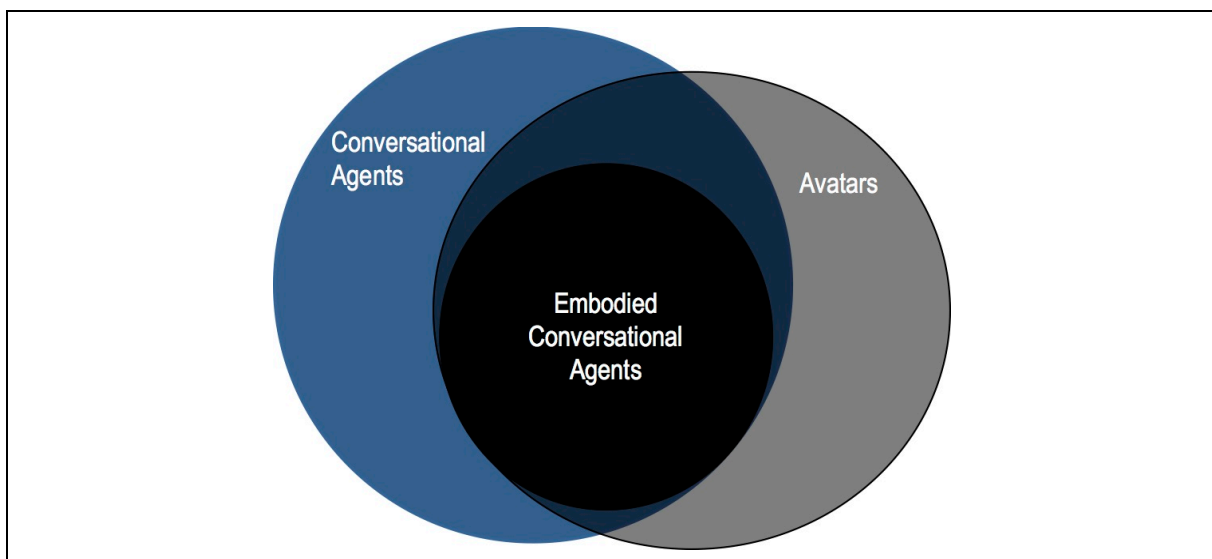 Conversational
Agents
Avatars
Embodied
Conversational
Agents